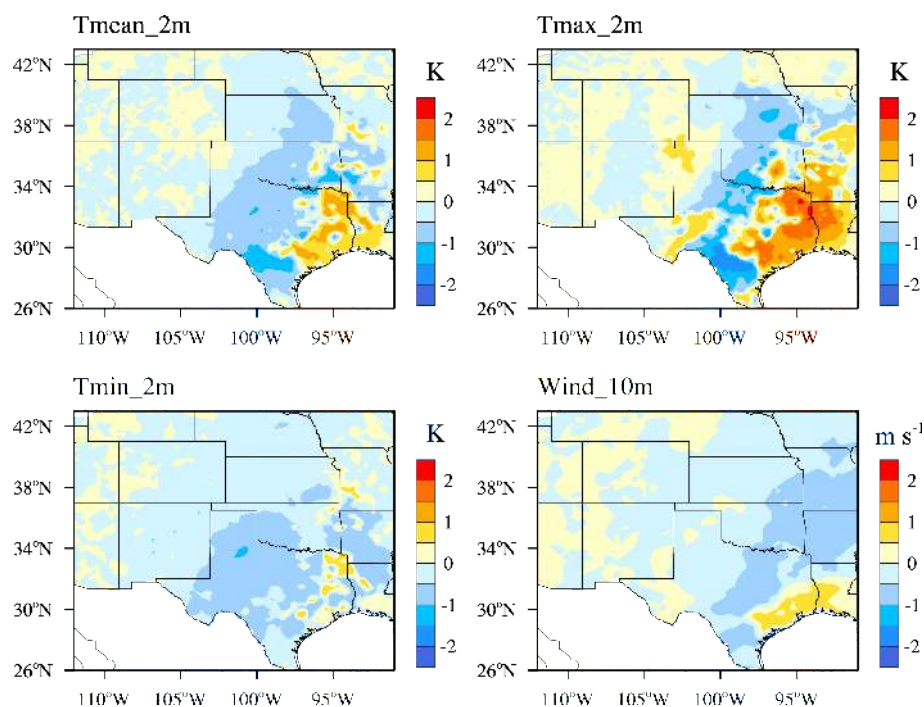 Tmean_2m
Tmax_2m
K
K
42°N
38°N
34°N
30°N
26°N
2
1
0
-1
-2
42°N
38°N
34°N
30°N
26°N
2
1
0
-1
-2
110°W
105°W
100°W
95°W
110°W
105°W
100°W
95°W
Tmin_2m
Wind_10m
K
m s⁻¹
42°N
38°N
34°N
30°N
26°N
2
1
0
-1
-2
42°N
38°N
34°N
30°N
26°N
2
1
0
-1
-2
110°W
105°W
100°W
95°W
110°W
105°W
100°W
95°W